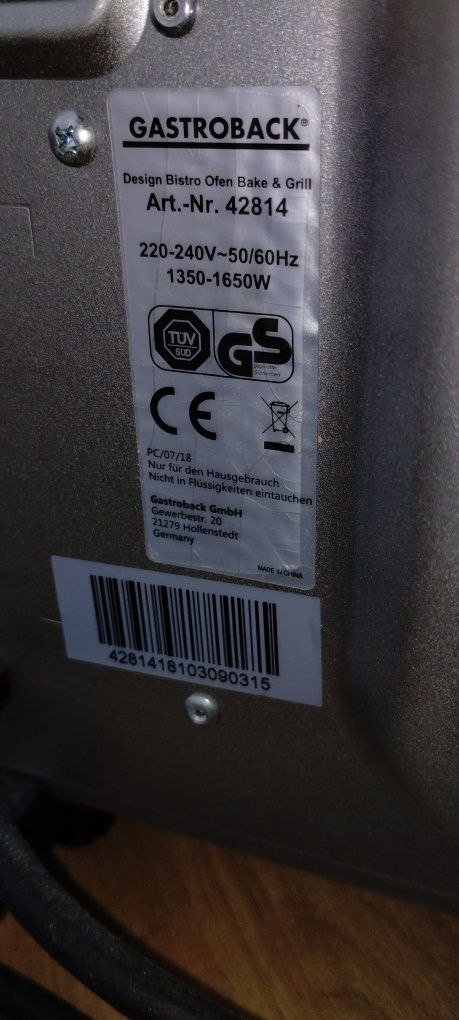 GASTROBACK®
Design Bistro Ofen Bake & Grill
Art.-Nr. 42814
220-240V~50/60Hz
1350-1650W
TÜV
SÜD
GS
geprüfte
Sicherheit
CE
PC/07/18
Nur für den Hausgebrauch
Nicht in Flüssigkeiten eintauchen
Gastroback GmbH
Gewerbestr. 20
21279 Hollenstedt
Germany
MADE IN CHINA
4281418103090315